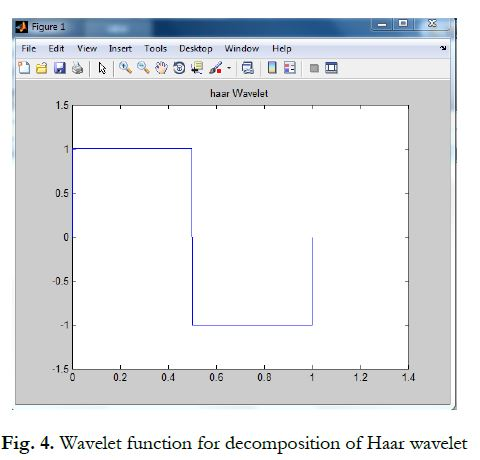 Figure 1
File Edit View Insert Tools Desktop Window Help
haar Wavelet
1.5
1
0.5
0
-0.5
-1
-1.5
0 0.2 0.4 0.6 0.8 1 1.2 1.4
Fig. 4. Wavelet function for decomposition of Haar wavelet